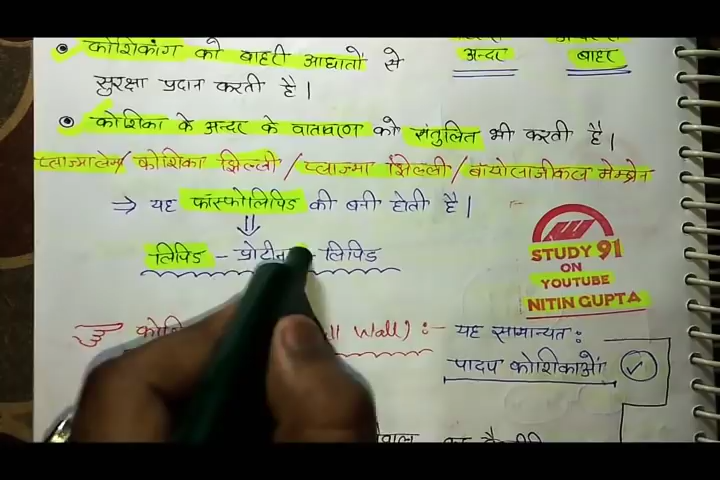 कोशिकांग को बाहरी आघातों से
अन्दर
बाहर
सुरक्षा प्रदान करती है।
कोशिका के अन्दर के वातावरण को संतुलित भी करती है।
प्लाज्मालेमा/ कोशिका झिल्ली / प्लाज्मा झिल्ली / बॉयोलाजीकल मेम्ब्रेन
⇒ यह फॉस्फोलिपिड की बनी होती है।
लिपिड - प्रोटीन - लिपिड
STUDY 91
ON
YOUTUBE
NITIN GUPTA
Wall) :- यह सामान्यत:
पादप कोशिकाओं